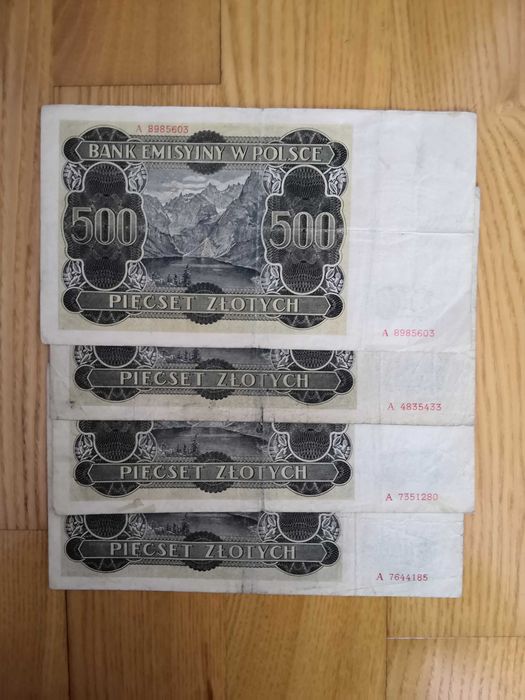 A 8985603
BANK EMISYJNY W POLSCE
500 500
PIĘĆSET ZŁOTYCH
A 8985603
PIĘĆSET ZŁOTYCH
A 4835433
PIĘĆSET ZŁOTYCH
A 7351280
PIĘĆSET ZŁOTYCH
A 7644185